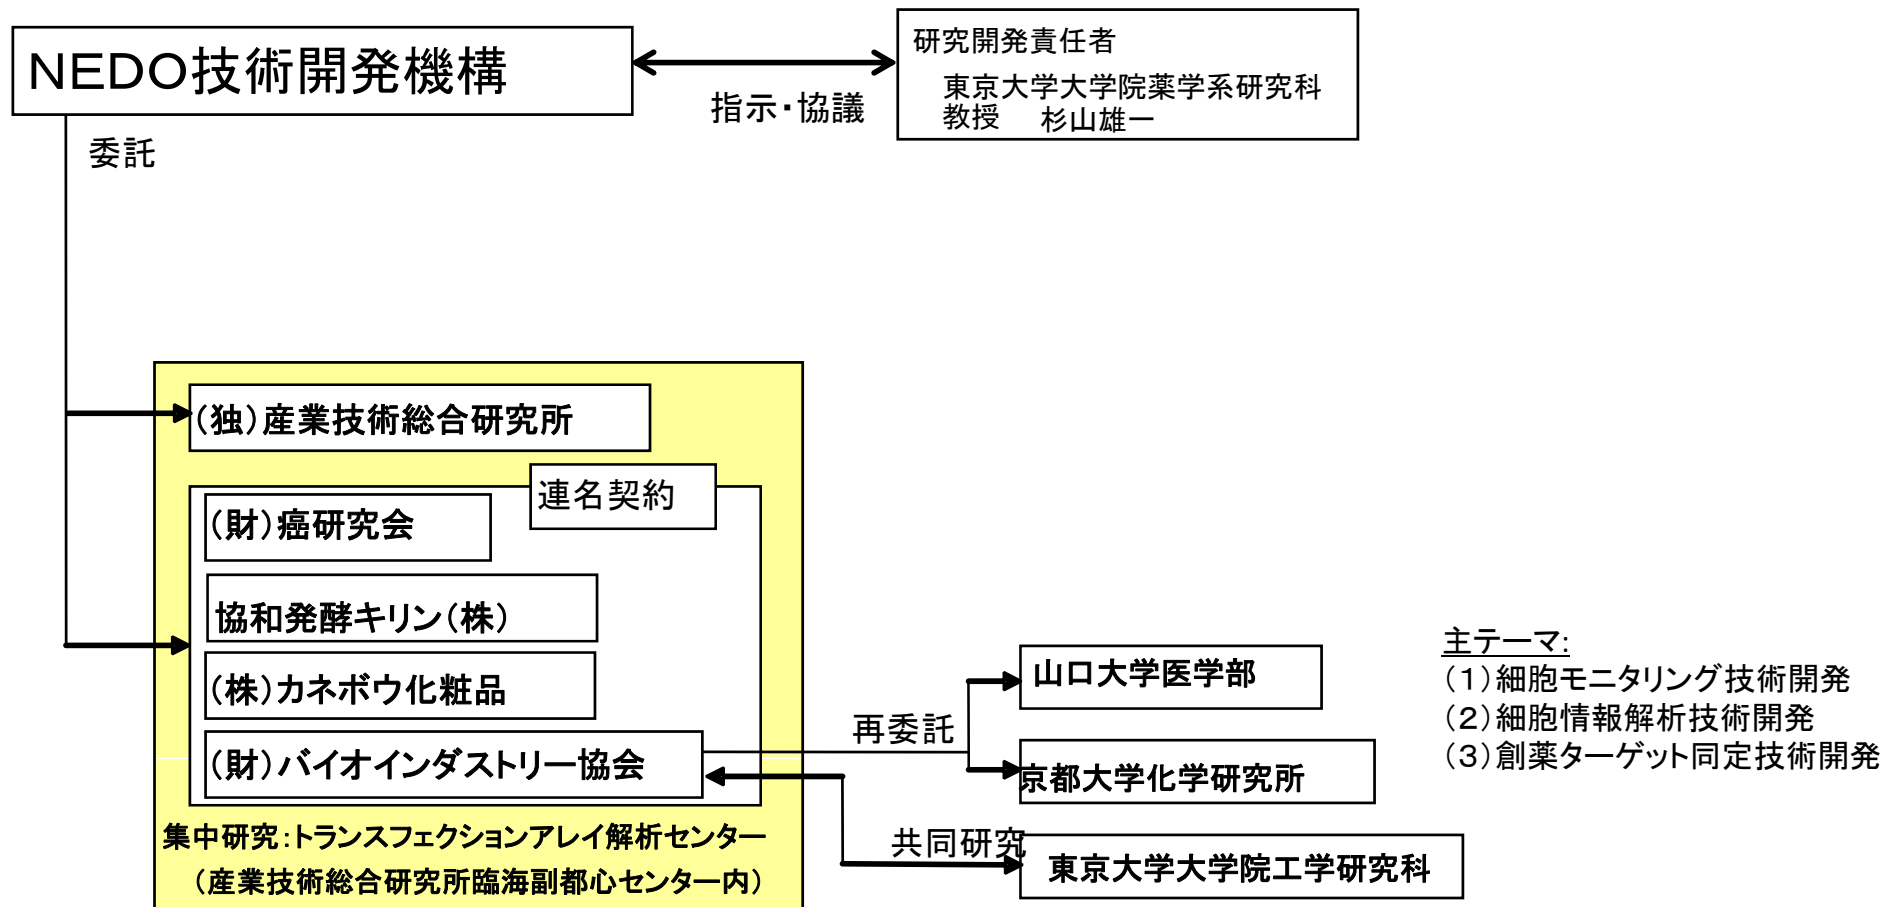 NEDO技術開発機構
研究開発責任者
東京大学大学院薬学系研究科
教授　杉山雄一
指示・協議
委託
(独)産業技術総合研究所
連名契約
(財)癌研究会
協和発酵キリン(株)
(株)カネボウ化粧品
(財)バイオインダストリー協会
集中研究:トランスフェクションアレイ解析センター
(産業技術総合研究所臨海副都心センター内)
再委託
山口大学医学部
京都大学化学研究所
共同研究
東京大学大学院工学研究科
主テーマ:
(1)細胞モニタリング技術開発
(2)細胞情報解析技術開発
(3)創薬ターゲット同定技術開発